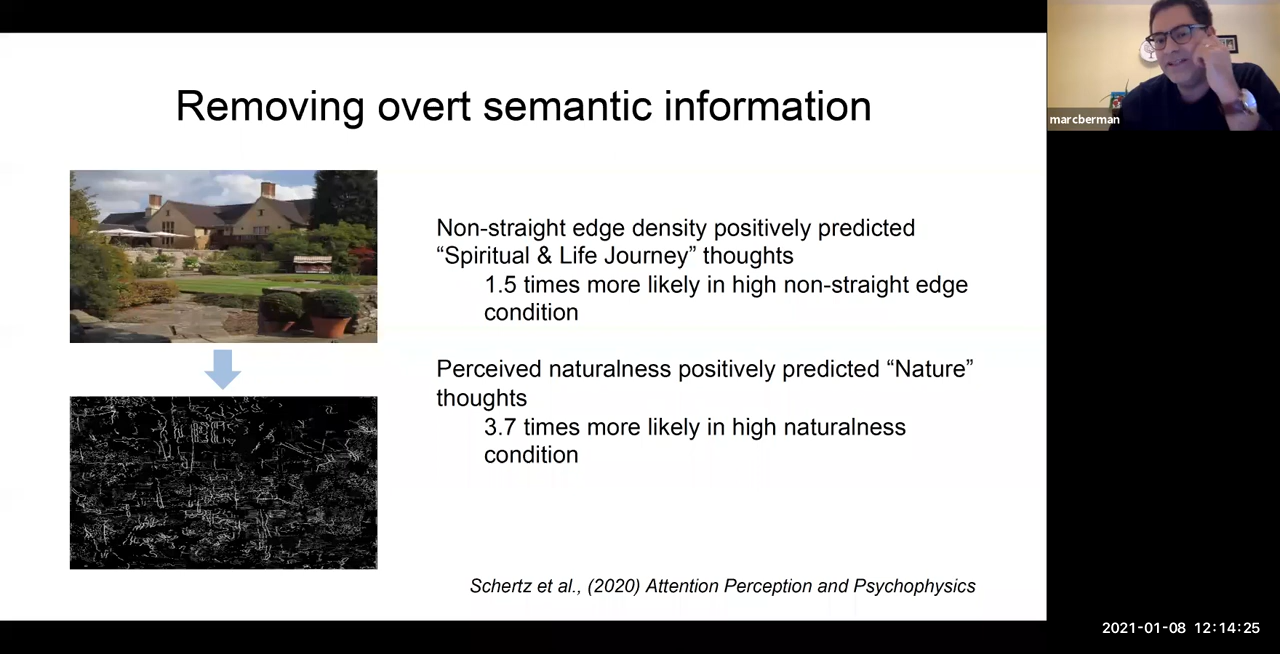 Removing overt semantic information
marcberman
Non-straight edge density positively predicted
“Spiritual & Life Journey” thoughts
1.5 times more likely in high non-straight edge
condition
Perceived naturalness positively predicted “Nature”
thoughts
3.7 times more likely in high naturalness
condition
Schertz et al., (2020) Attention Perception and Psychophysics
2021-01-08 12:14:25